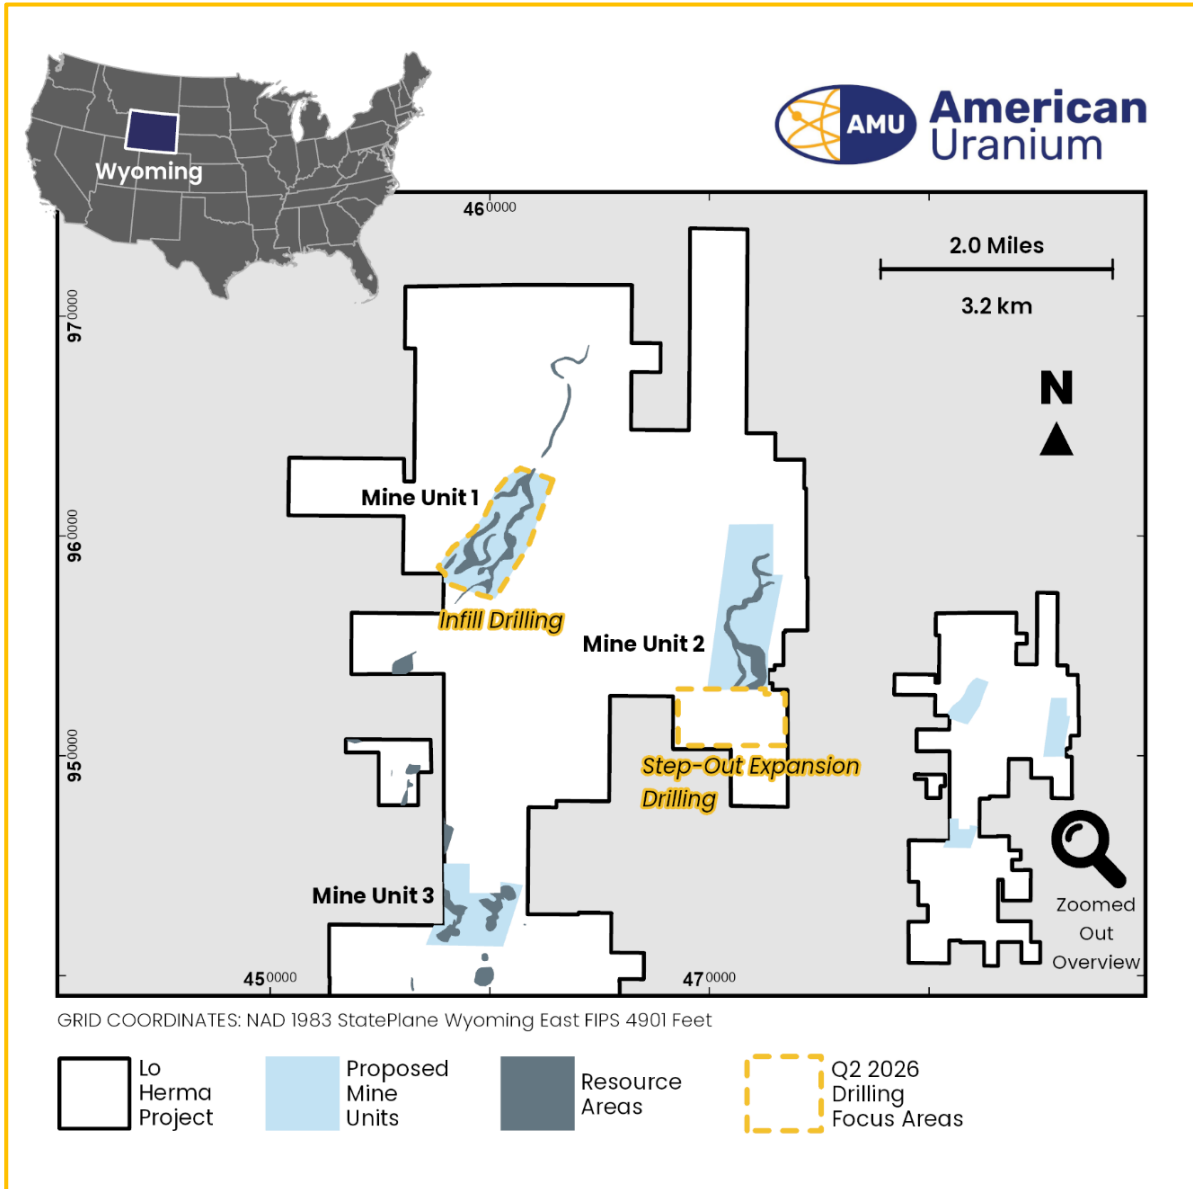 Wyoming
AMU
American
Uranium
460000
2.0 Miles
3.2 km
N
970000
960000
950000
Mine Unit 1
Infill Drilling
Mine Unit 2
Step-Out Expansion
Drilling
Mine Unit 3
450000
470000
Zoomed
Out
Overview
GRID COORDINATES: NAD 1983 StatePlane Wyoming East FIPS 4901 Feet
Lo
Herma
Project
Proposed
Mine
Units
Resource
Areas
Q2 2026
Drilling
Focus Areas